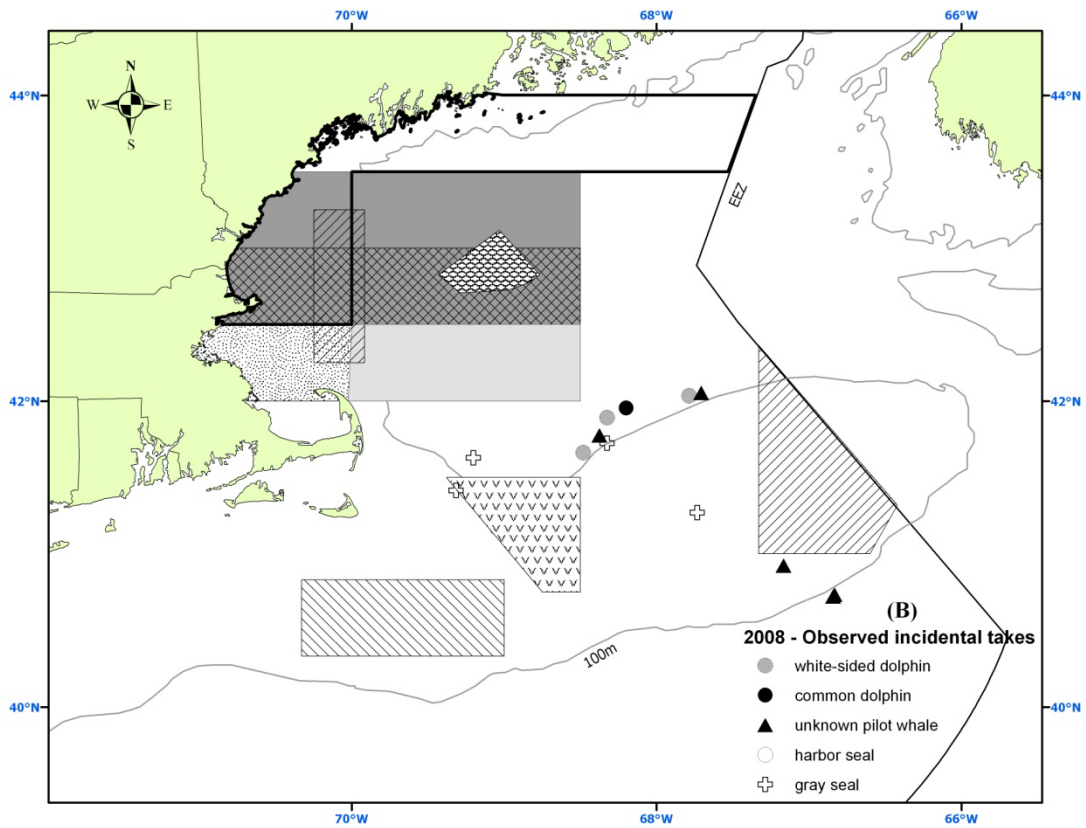 70°W 68°W 66°W
44°N 44°N
N
W E
S
EEZ
42°N 42°N
100m
(B)
2008 - Observed incidental takes
white-sided dolphin
common dolphin
unknown pilot whale
harbor seal
gray seal
40°N 40°N
70°W 68°W 66°W